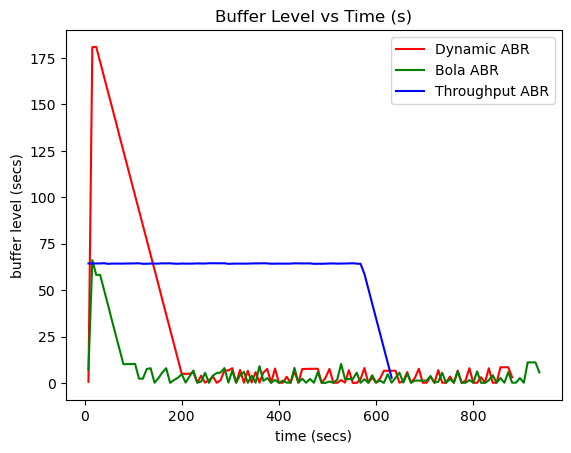 Buffer Level vs Time (s)
Dynamic ABR
Bola ABR
Throughput ABR
buffer level (secs)
175
150
125
100
75
50
25
0
0 200 400 600 800
time (secs)